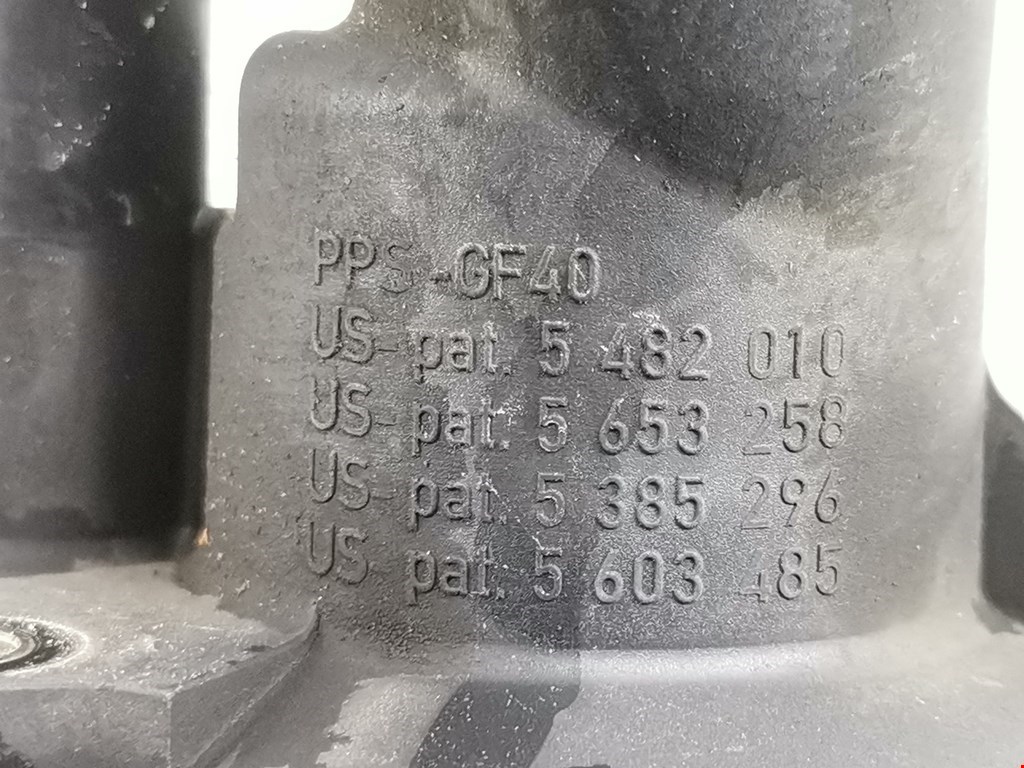 PPS-GF40
US-pat. 5 482 010
US-pat. 5 653 258
US-pat. 5 385 296
US pat. 5 603 485